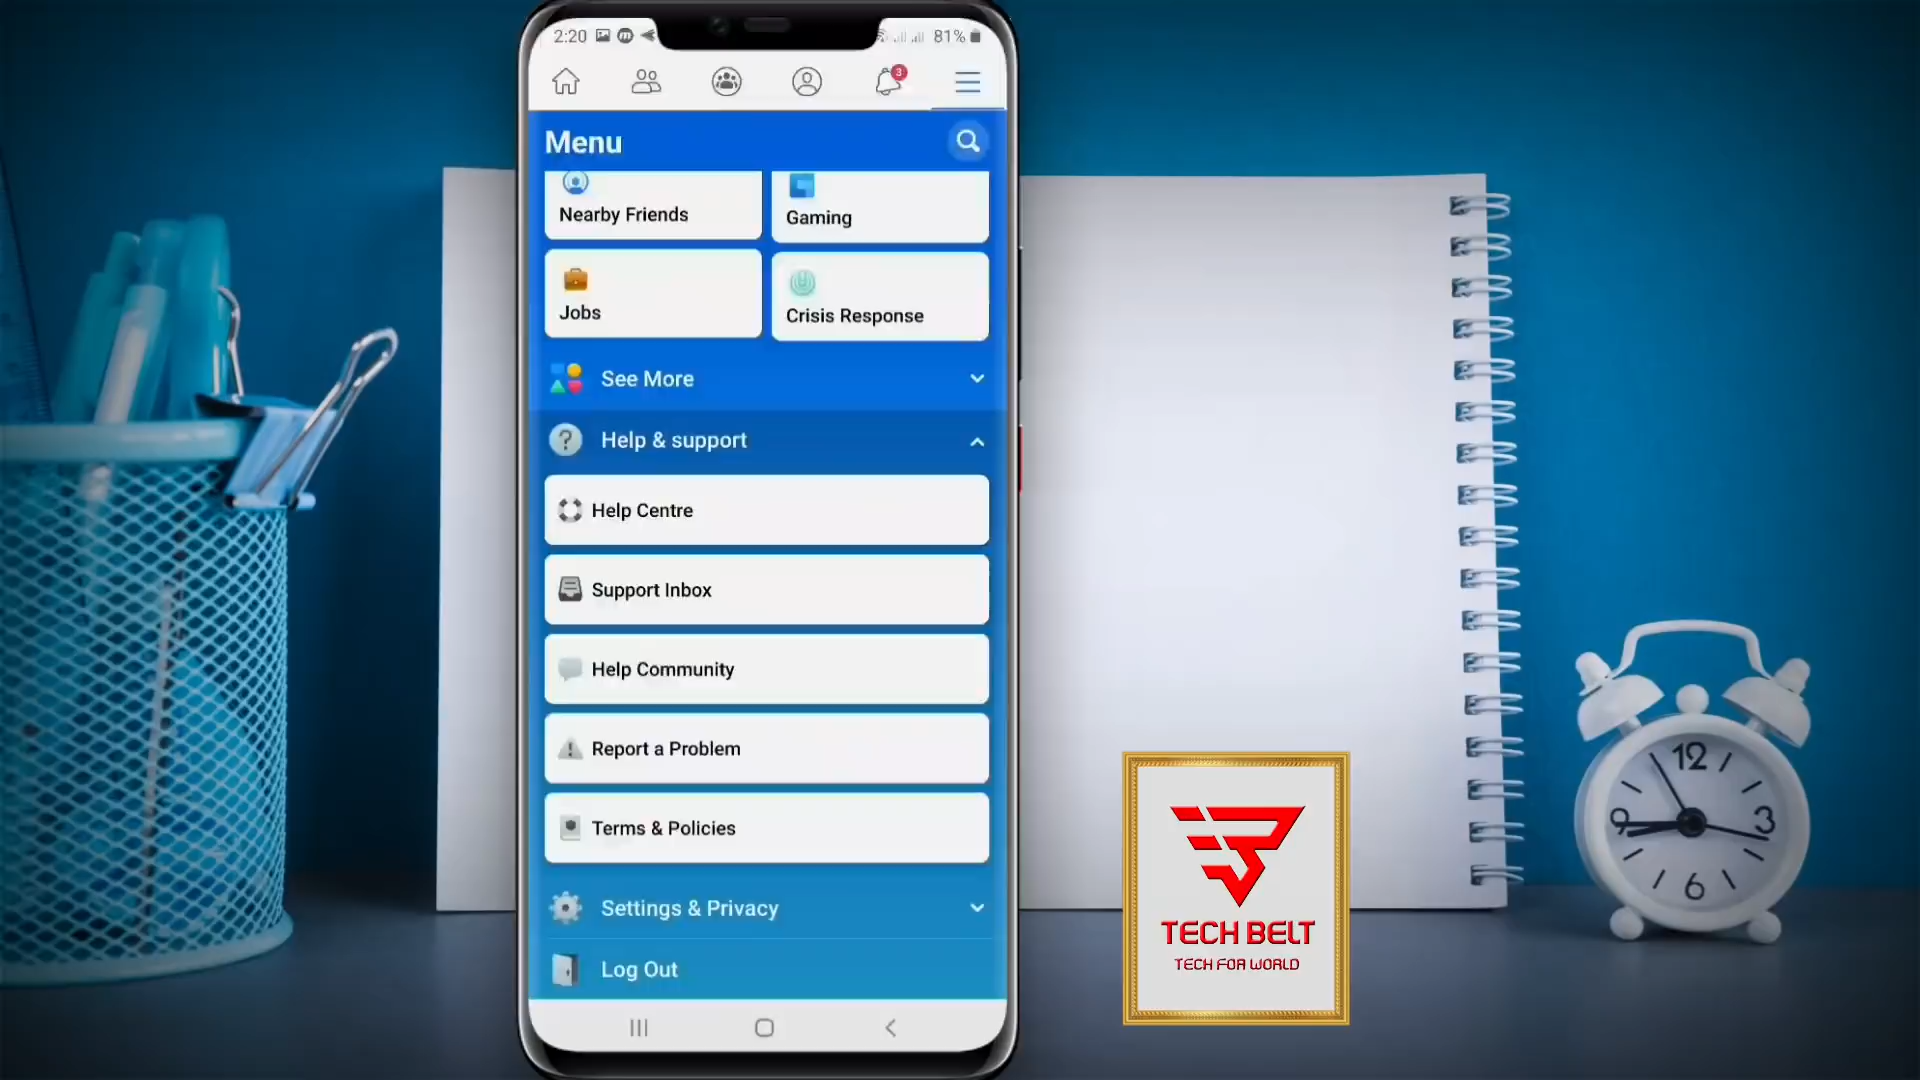 2:20
81%
3
Menu
Nearby Friends
Gaming
Jobs
Crisis Response
See More
Help & support
Help Centre
Support Inbox
Help Community
Report a Problem
Terms & Policies
Settings & Privacy
Log Out
TECH BELT
TECH FOR WORLD
12
9
3
6